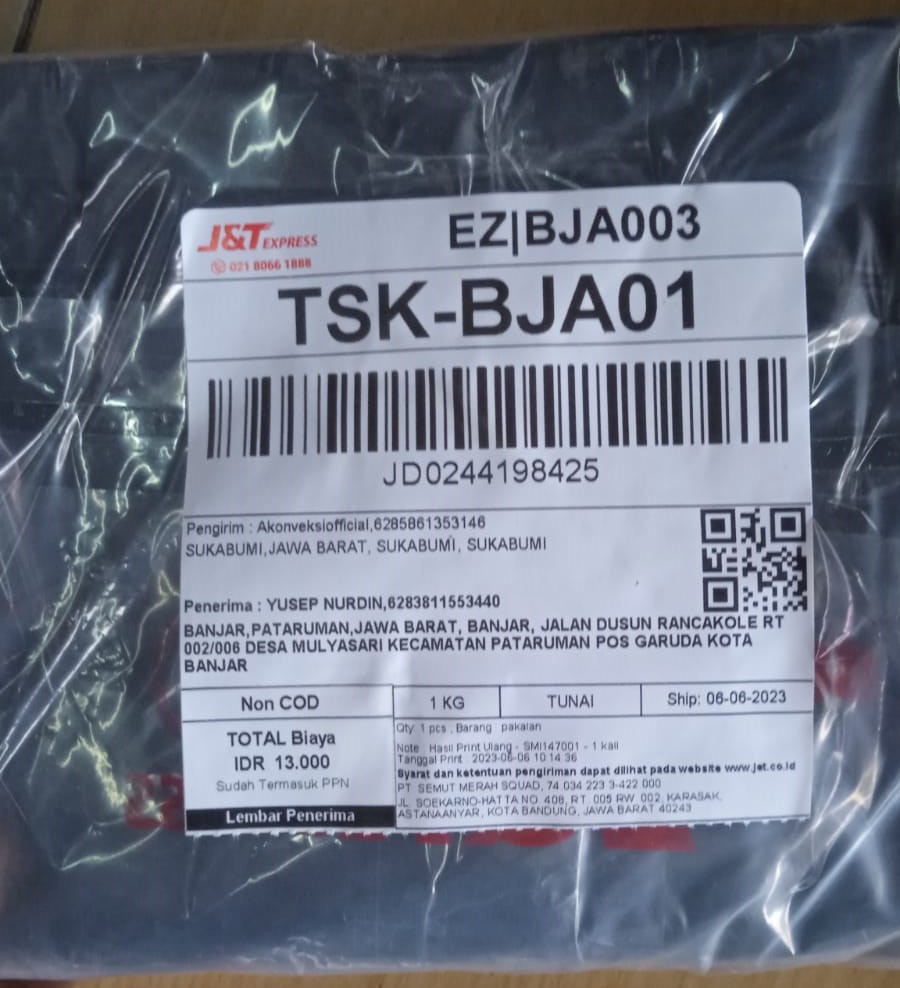 J&T EXPRESS
EZ|BJA003
021 8066 1888
TSK-BJA01
JD0244198425
Pengirim : Akonveksiofficial,6285861353146
SUKABUMI,JAWA BARAT, SUKABUMI, SUKABUMI
Penerima : YUSEP NURDIN,6283811553440
BANJAR,PATARUMAN,JAWA BARAT, BANJAR, JALAN DUSUN RANCAKOLE RT
002/006 DESA MULYASARI KECAMATAN PATARUMAN POS GARUDA KOTA
BANJAR
Non COD
1 KG
TUNAI
Ship: 06-06-2023
TOTAL Biaya
IDR 13.000
Sudah Termasuk PPN
Lembar Penerima
Qty 1 pcs , Barang pakaian
Note Hasil Print Ulang - SMI147001 - 1 kali
Tanggal Print 2023-06-06 10 14 36
Syarat dan ketentuan pengiriman dapat dilihat pada website www.jet.co.id
PT SEMUT MERAH SQUAD, 74 034 223 3-422 000
JL. SOEKARNO-HATTA NO. 408, RT. 005 RW 002, KARASAK,
ASTANAANYAR, KOTA BANDUNG, JAWA BARAT 40243